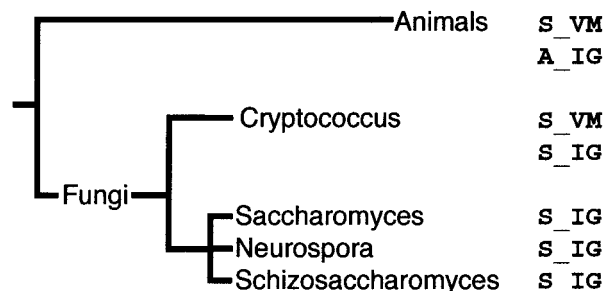 Animals S_VM
A_IG
Cryptococcus S_VM
S_IG
Fungi
Saccharomyces S_IG
Neurospora S_IG
Schizosaccharomyces S_IG